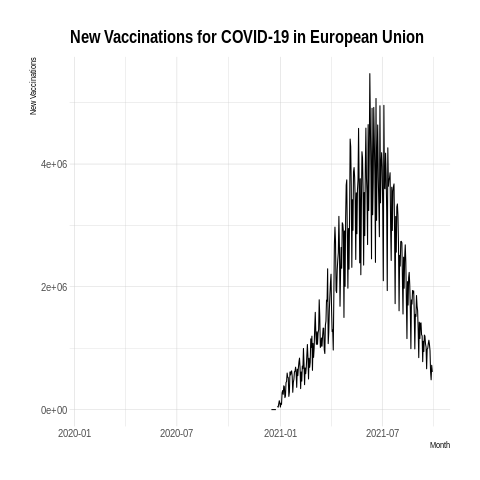 New Vaccinations for COVID-19 in European Union
New Vaccinations
4e+06
2e+06
0e+00
2020-01 2020-07 2021-01 2021-07
Month